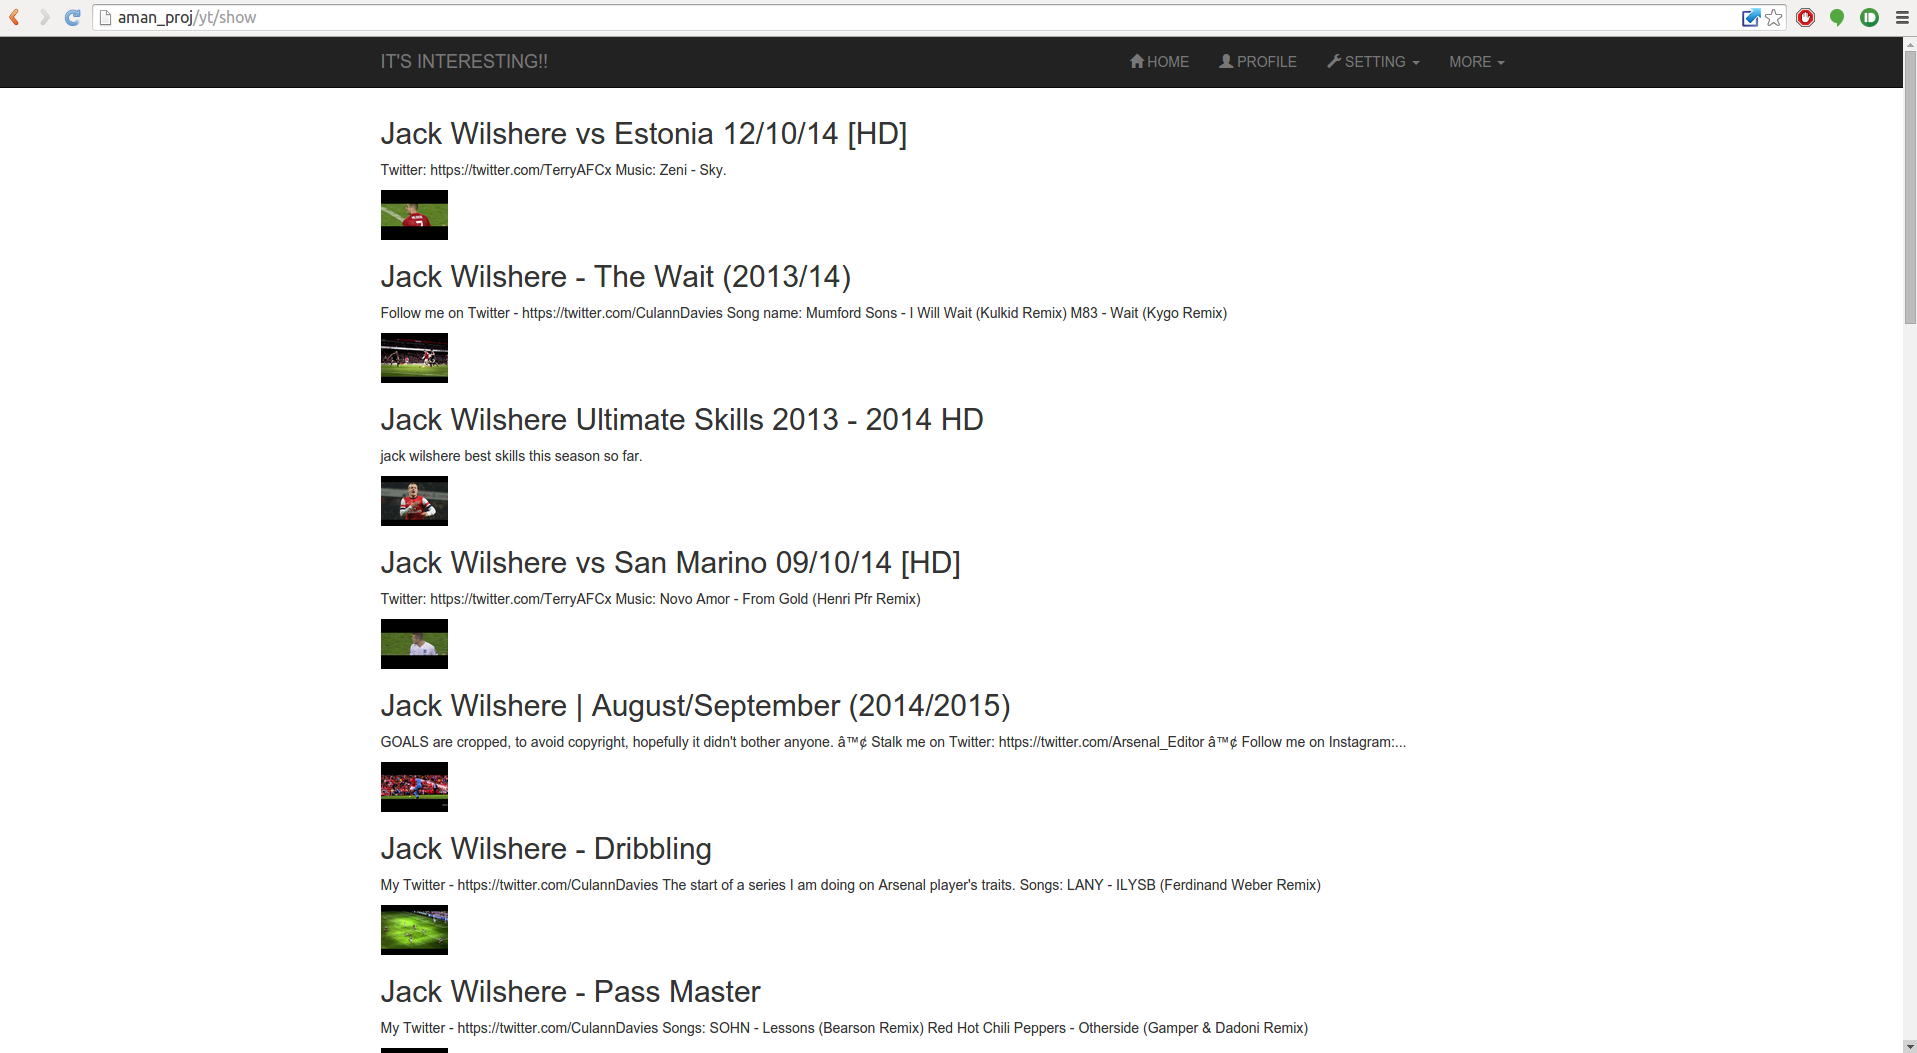 aman_proj/yt/show
IT'S INTERESTING!!
HOME PROFILE SETTING MORE
Jack Wilshere vs Estonia 12/10/14 [HD]
Twitter: https://twitter.com/TerryAFCx Music: Zeni - Sky.
Jack Wilshere - The Wait (2013/14)
Follow me on Twitter - https://twitter.com/CulannDavies Song name: Mumford Sons - I Will Wait (Kulkid Remix) M83 - Wait (Kygo Remix)
Jack Wilshere Ultimate Skills 2013 - 2014 HD
jack wilshere best skills this season so far.
Jack Wilshere vs San Marino 09/10/14 [HD]
Twitter: https://twitter.com/TerryAFCx Music: Novo Amor - From Gold (Henri Pfr Remix)
Jack Wilshere | August/September (2014/2015)
GOALS are cropped, to avoid copyright, hopefully it didn't bother anyone. â™¢ Stalk me on Twitter: https://twitter.com/Arsenal_Editor â™¢ Follow me on Instagram:...
Jack Wilshere - Dribbling
My Twitter - https://twitter.com/CulannDavies The start of a series I am doing on Arsenal player's traits. Songs: LANY - ILYSB (Ferdinand Weber Remix)
Jack Wilshere - Pass Master
My Twitter - https://twitter.com/CulannDavies Songs: SOHN - Lessons (Bearson Remix) Red Hot Chili Peppers - Otherside (Gamper & Dadoni Remix)